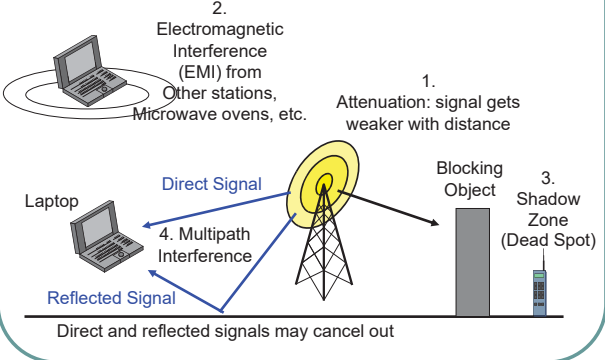 2.
Electromagnetic
Interference
(EMI) from
Other stations,
Microwave ovens, etc.
1.
Attenuation: signal gets
weaker with distance
Blocking
Object
3.
Shadow
Zone
(Dead Spot)
Direct Signal
Laptop
4. Multipath
Interference
Reflected Signal
Direct and reflected signals may cancel out